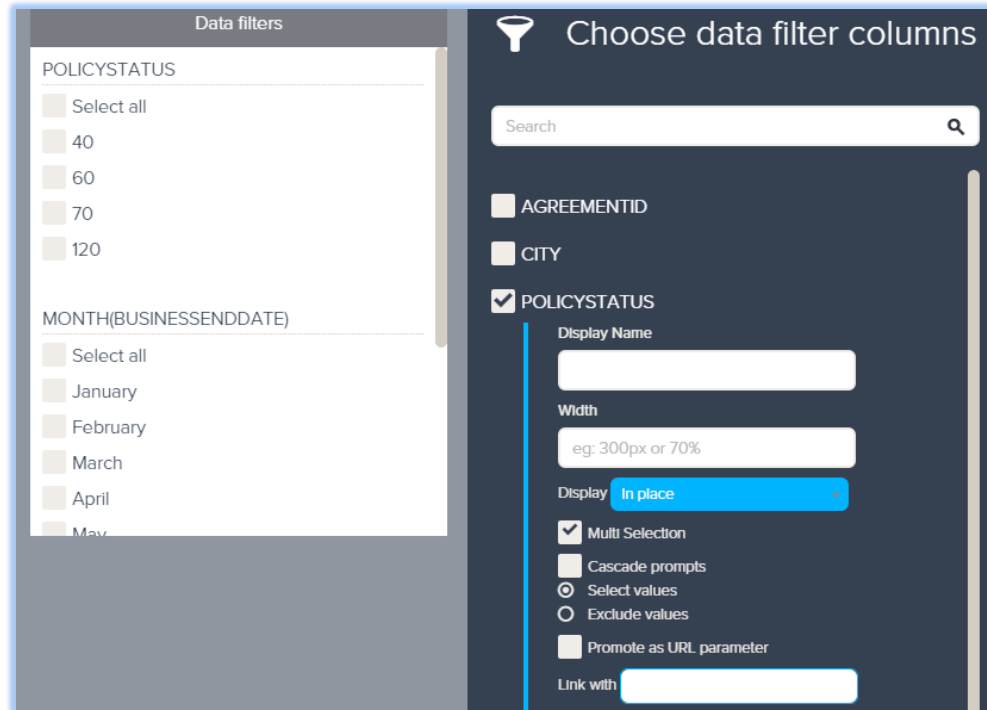 Data filters
POLICYSTATUS
Select all
40
60
70
120
MONTH(BUSINESSENDDATE)
Select all
January
February
March
April
May
Choose data filter columns
Search
AGREEMENTID
CITY
POLICYSTATUS
Display Name
Width
eg: 300px or 70%
Display In place
Multi Selection
Cascade prompts
Select values
Exclude values
Promote as URL parameter
Link with